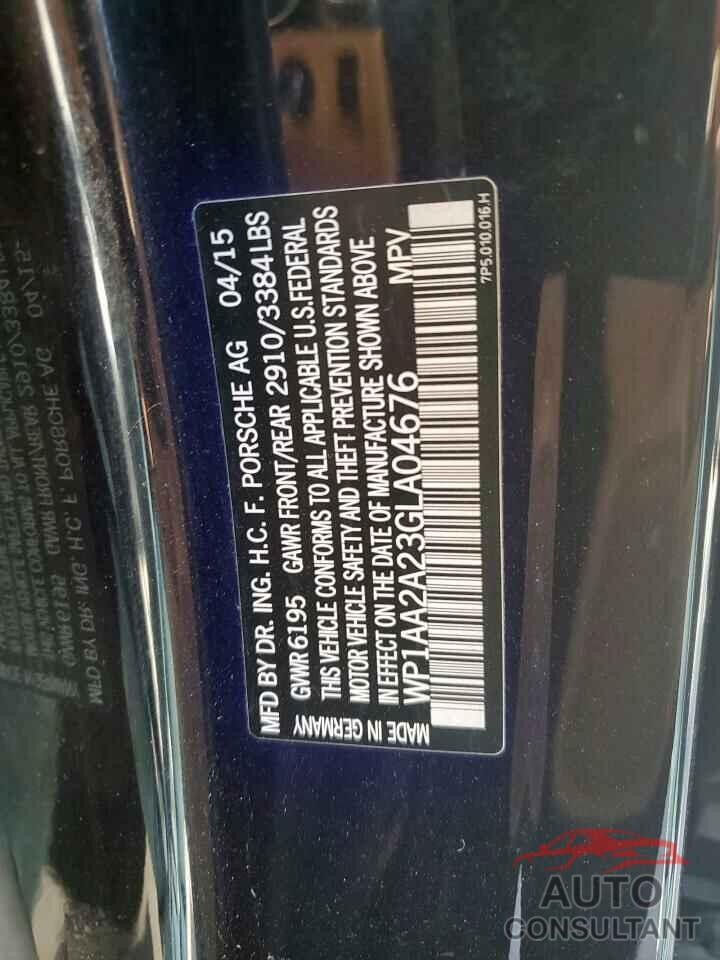 MFD BY DR. ING. H.C. F. PORSCHE AG 04/15
GVWR 6195 GAWR FRONT/REAR 2910/3384 LBS
THIS VEHICLE CONFORMS TO ALL APPLICABLE U.S.FEDERAL
MOTOR VEHICLE SAFETY AND THEFT PREVENTION STANDARDS
IN EFFECT ON THE DATE OF MANUFACTURE SHOWN ABOVE
WP1AA2A23GLA04676 MPV
MADE IN GERMANY
7P5.010.016.H
AUTO
CONSULTANT